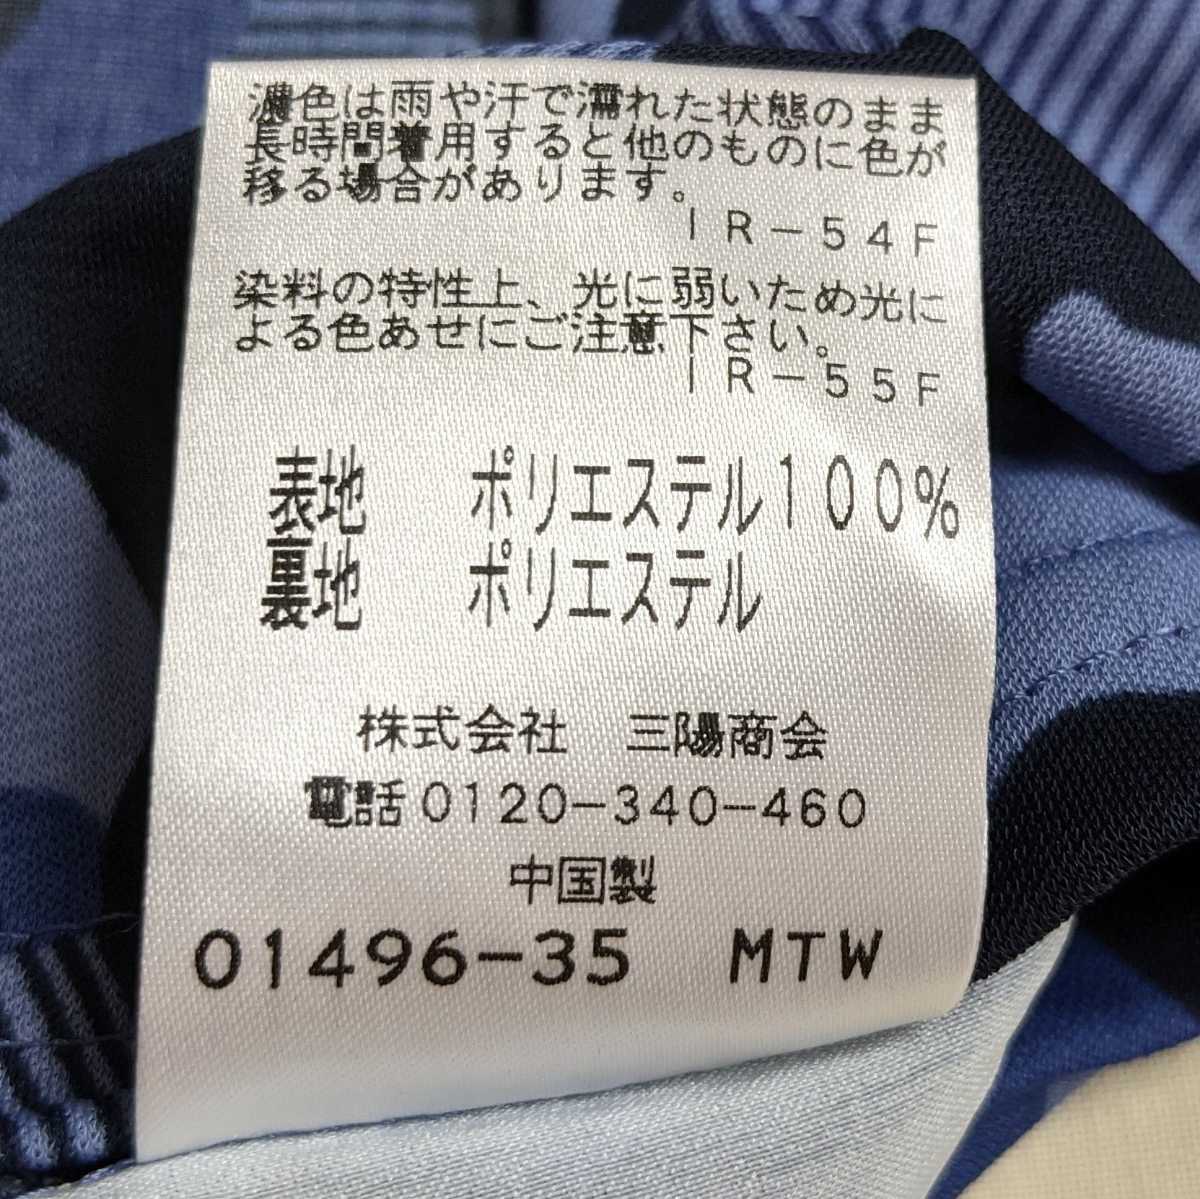 濃色は雨や汗で濡れた状態のまま
長時間着用すると他のものに色が
移る場合があります。
IR-54F
染料の特性上、光に弱いため光に
よる色あせにご注意下さい。
IR-55F
表地 ポリエステル100%
裏地 ポリエステル
株式会社 三陽商会
電話0120-340-460
中国製
01496-35 MTW